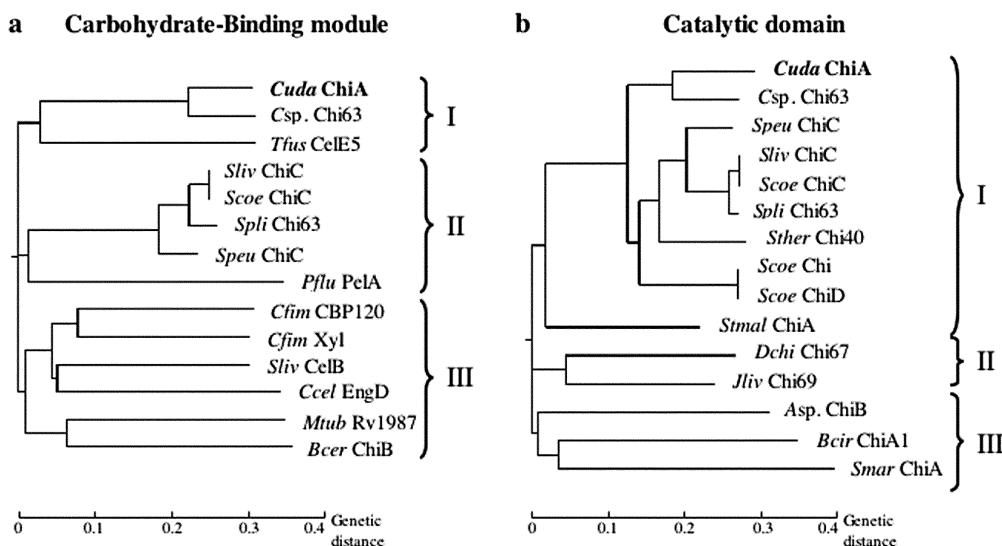 a Carbohydrate-Binding module
Cuda ChiA
Csp. Chi63
Tfus CelE5
I
Sliv ChiC
Scoe ChiC
Spli Chi63
Speu ChiC
Pflu PelA
II
Cfim CBP120
Cfim Xyl
Sliv CelB
Ccel EngD
Mtub Rv1987
Bcer ChiB
III
0 0.1 0.2 0.3 0.4 Genetic
distance
b Catalytic domain
Cuda ChiA
Csp. Chi63
Speu ChiC
Sliv ChiC
Scoe ChiC
Spli Chi63
Sther Chi40
Scoe Chi
Scoe ChiD
Stmal ChiA
I
Dchi Chi67
Jliv Chi69
II
Asp. ChiB
Bcir ChiA1
Smar ChiA
III
0 0.1 0.2 0.3 0.4 Genetic
distance